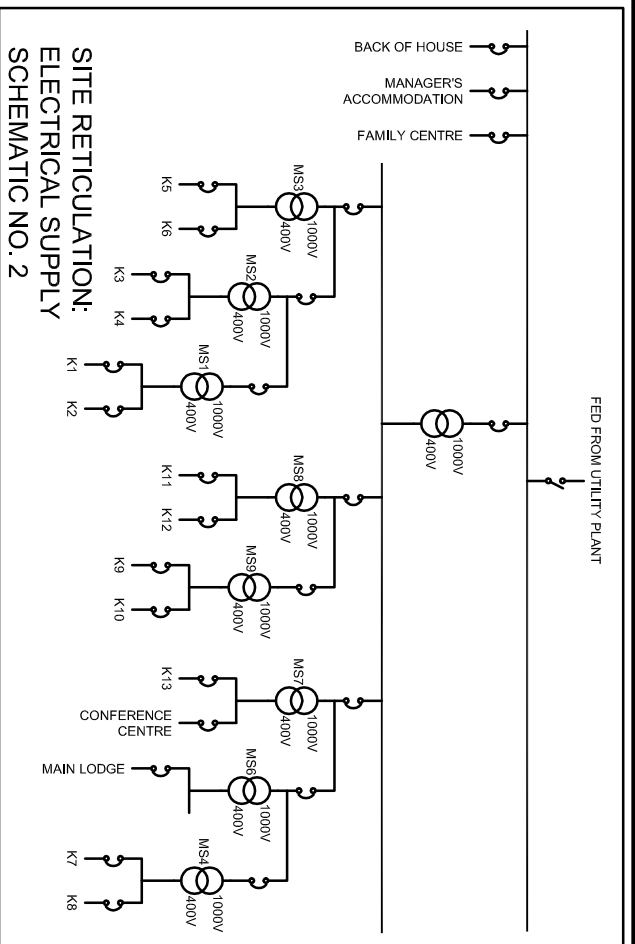 FED FROM UTILITY PLANT
BACK OF HOUSE
MANAGER'S
ACCOMMODATION
FAMILY CENTRE
1000V
400V
MS3
1000V
400V
K5
K6
MS2
1000V
400V
K3
K4
MS1
1000V
400V
K1
K2
MS8
1000V
400V
K11
K12
MS9
1000V
400V
K9
K10
MS7
1000V
400V
K13
CONFERENCE
CENTRE
MS6
1000V
400V
MAIN LODGE
MS4
1000V
400V
K7
K8
SITE RETICULATION:
ELECTRICAL SUPPLY
SCHEMATIC NO. 2